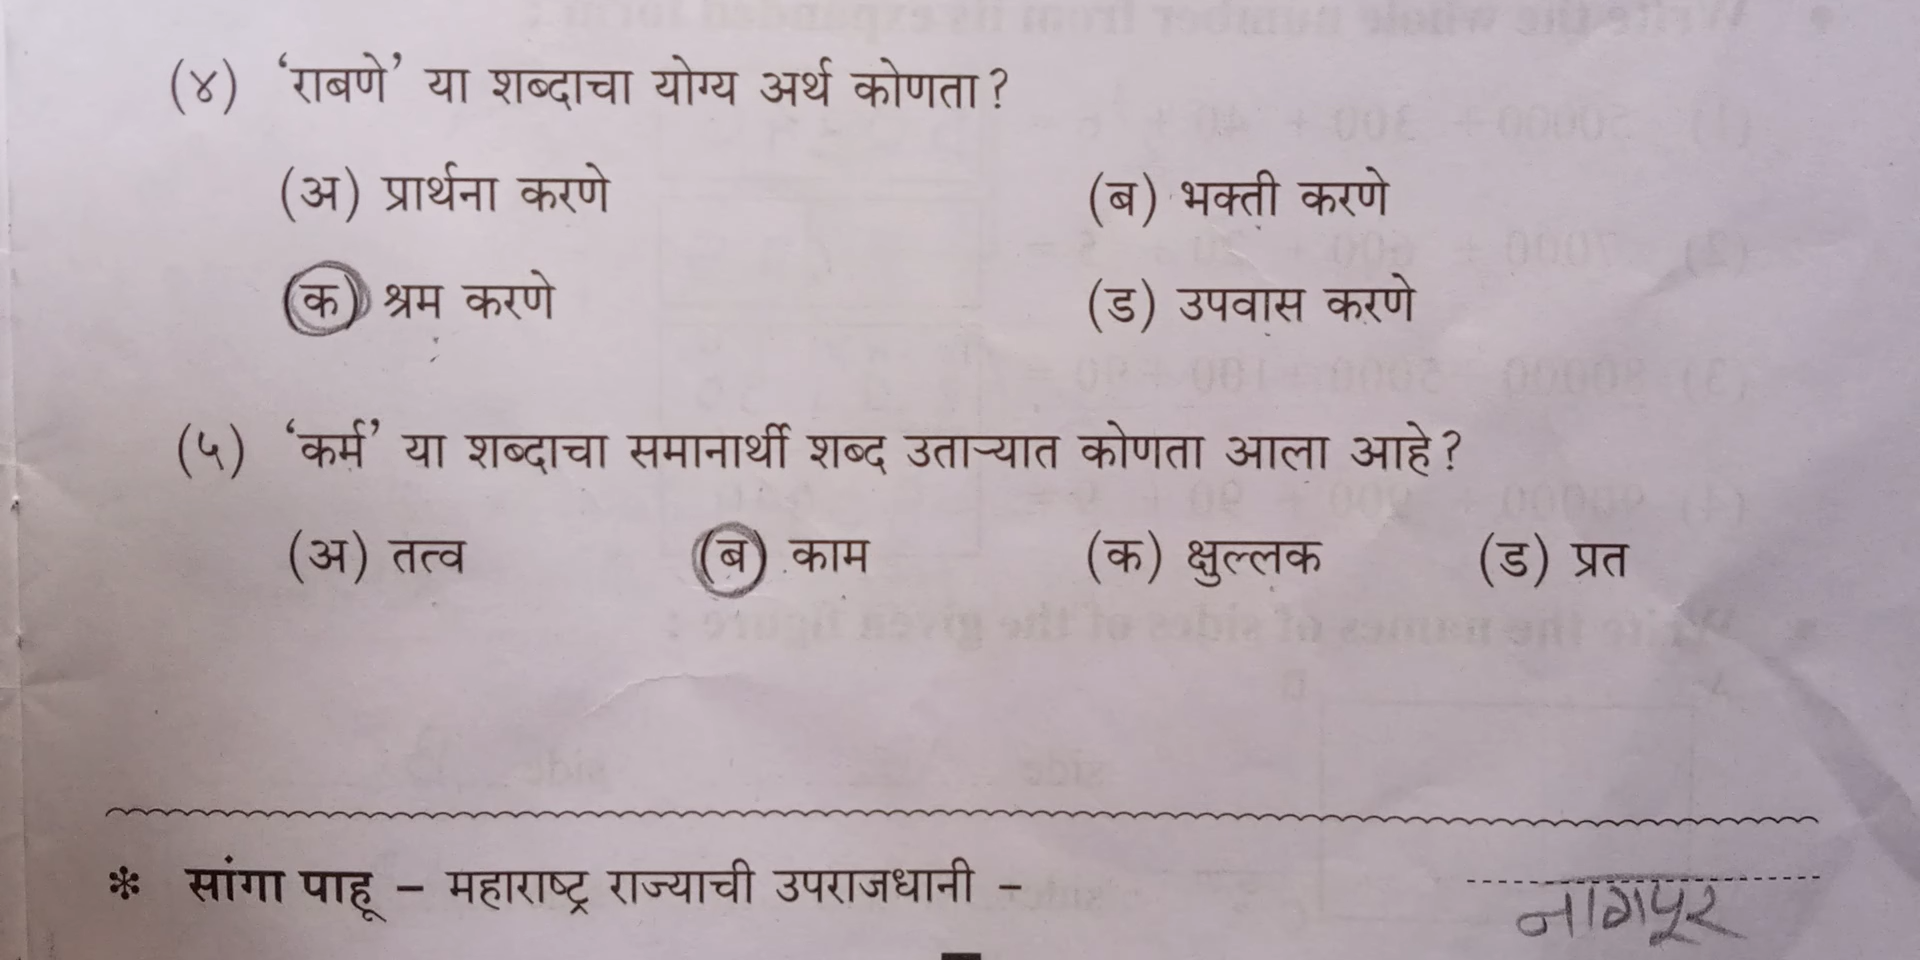 (४) ‘राबणे’ या शब्दाचा योग्य अर्थ कोणता?
(अ) प्रार्थना करणे (ब) भक्ती करणे
(क) श्रम करणे (ड) उपवास करणे
(५) ‘कर्म’ या शब्दाचा समानार्थी शब्द उताऱ्यात कोणता आला आहे?
(अ) तत्व (ब) काम (क) क्षुल्लक (ड) प्रत
* सांगा पाहू – महाराष्ट्र राज्याची उपराजधानी –
नागपूर